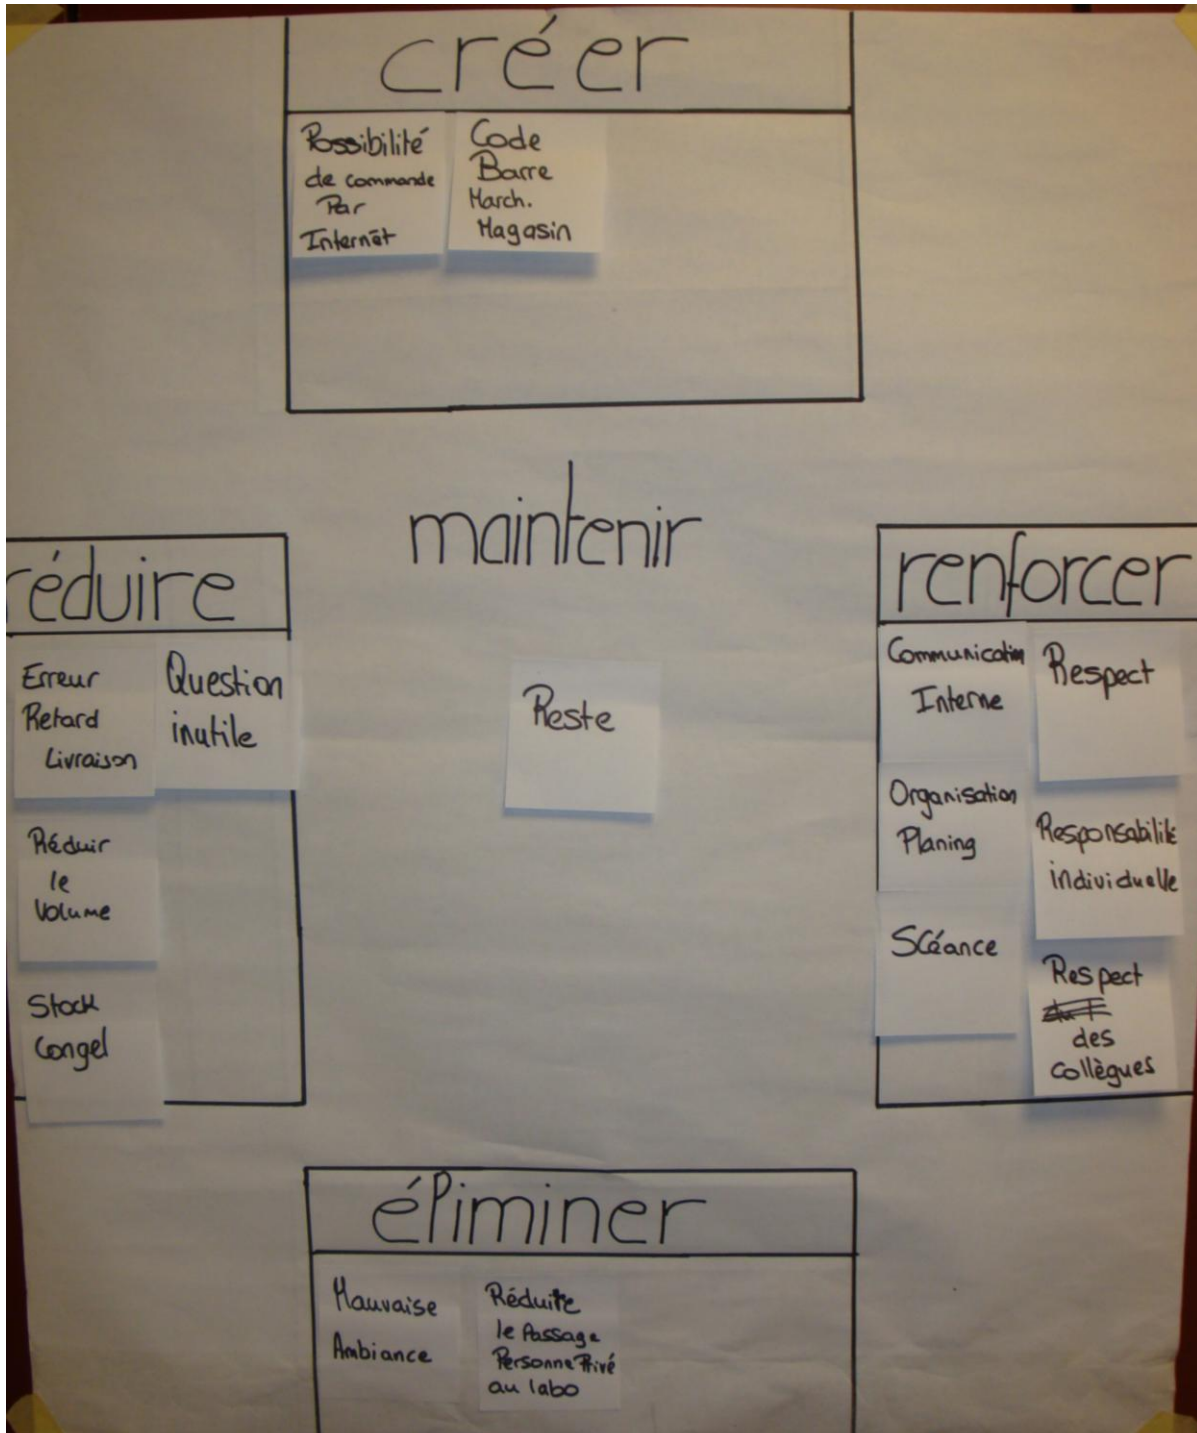 créer
Possibilité
de commande
Par
Internet
Code
Barre
March.
Magasin
maintenir
Reste
réduire
Erreur
Retard
Livraison
Question
inutile
Réduir
le
Volume
Stock
Congel
renforcer
Communication
Interne
Respect
Organisation
Planing
Responsabilité
individuelle
SCéance
Respect
des
collègues
éliminer
Mauvaise
Ambiance
Réduire
le Passage
Personne Privé
au labo